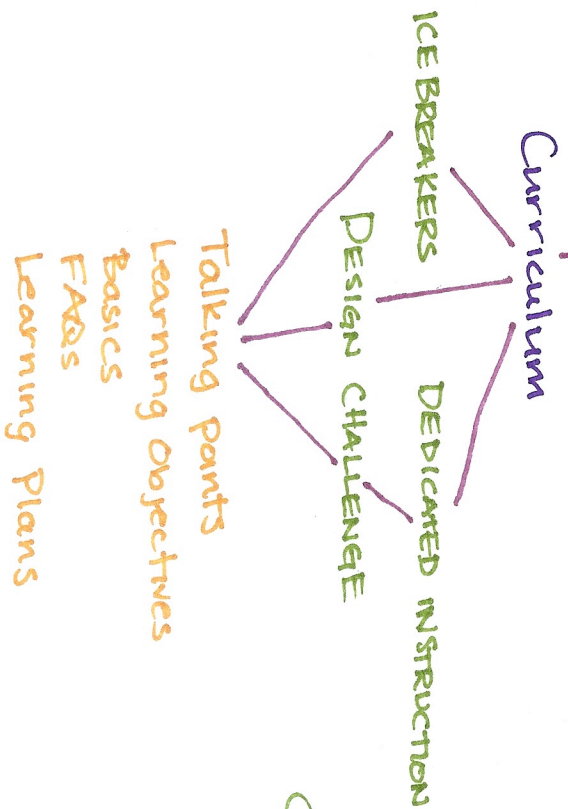 Curriculum
ICE BREAKERS
DEDICATED INSTRUCTION
DESIGN CHALLENGE
Talking Points
Learning Objectives
Basics
FAQs
Learning Plans